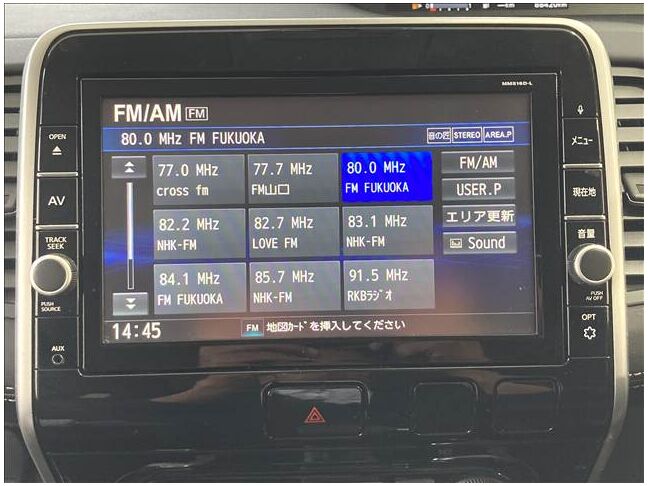 88420km
MM516D-L
FM/AM FM
OPEN
80.0 MHz FM FUKUOKA
音の匠 STEREO AREA.P
メニュー
77.0 MHz
cross fm
77.7 MHz
FM山口
80.0 MHz
FM FUKUOKA
FM/AM
AV
USER.P
現在地
82.2 MHz
NHK-FM
82.7 MHz
LOVE FM
83.1 MHz
NHK-FM
エリア更新
TRACK
SEEK
Sound
音量
84.1 MHz
FM FUKUOKA
85.7 MHz
NHK-FM
91.5 MHz
RKBラジオ
PUSH
SOURCE
PUSH
AV OFF
14:45
FM 地図カードを挿入してください
OPT
AUX